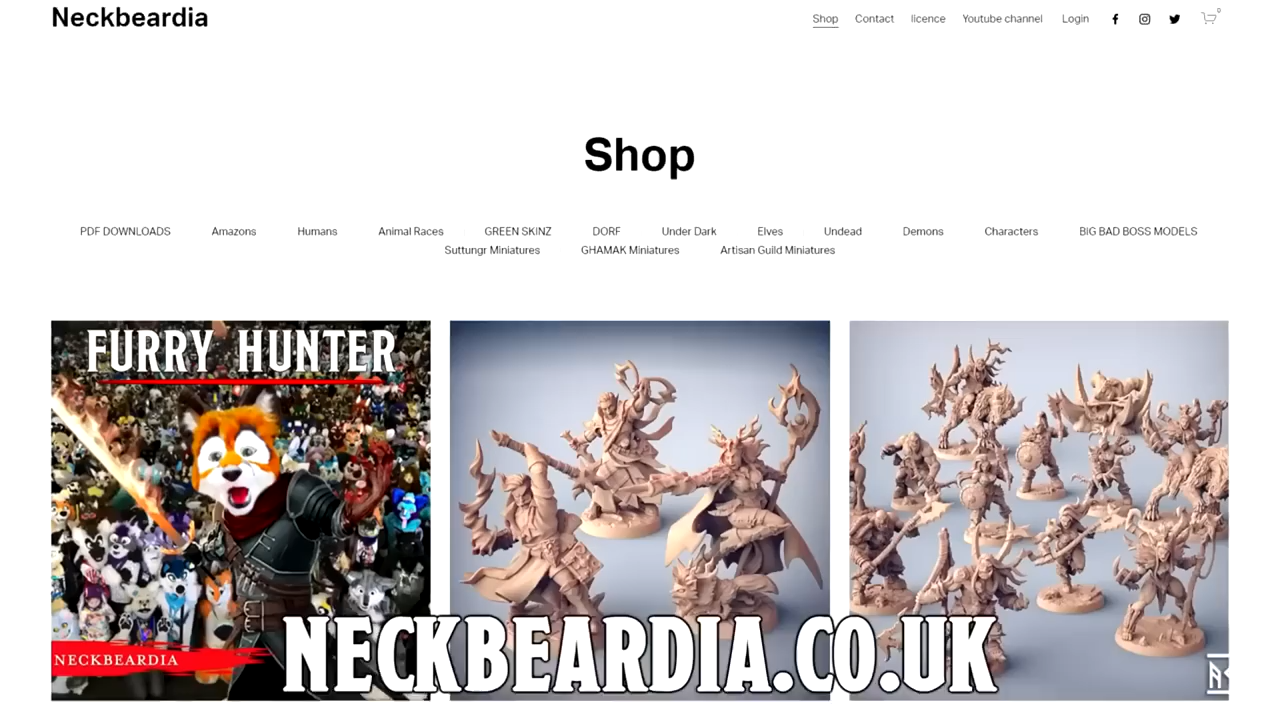 Neckbeardia
Shop Contact licence Youtube channel Login 0
Shop
PDF DOWNLOADS Amazons Humans Animal Races GREEN SKINZ DORF Under Dark Elves Undead Demons Characters BIG BAD BOSS MODELS
Suttungr Miniatures GHAMAK Miniatures Artisan Guild Miniatures
FURRY HUNTER
NECKBEARDIA
NECKBEARDIA.CO.UK